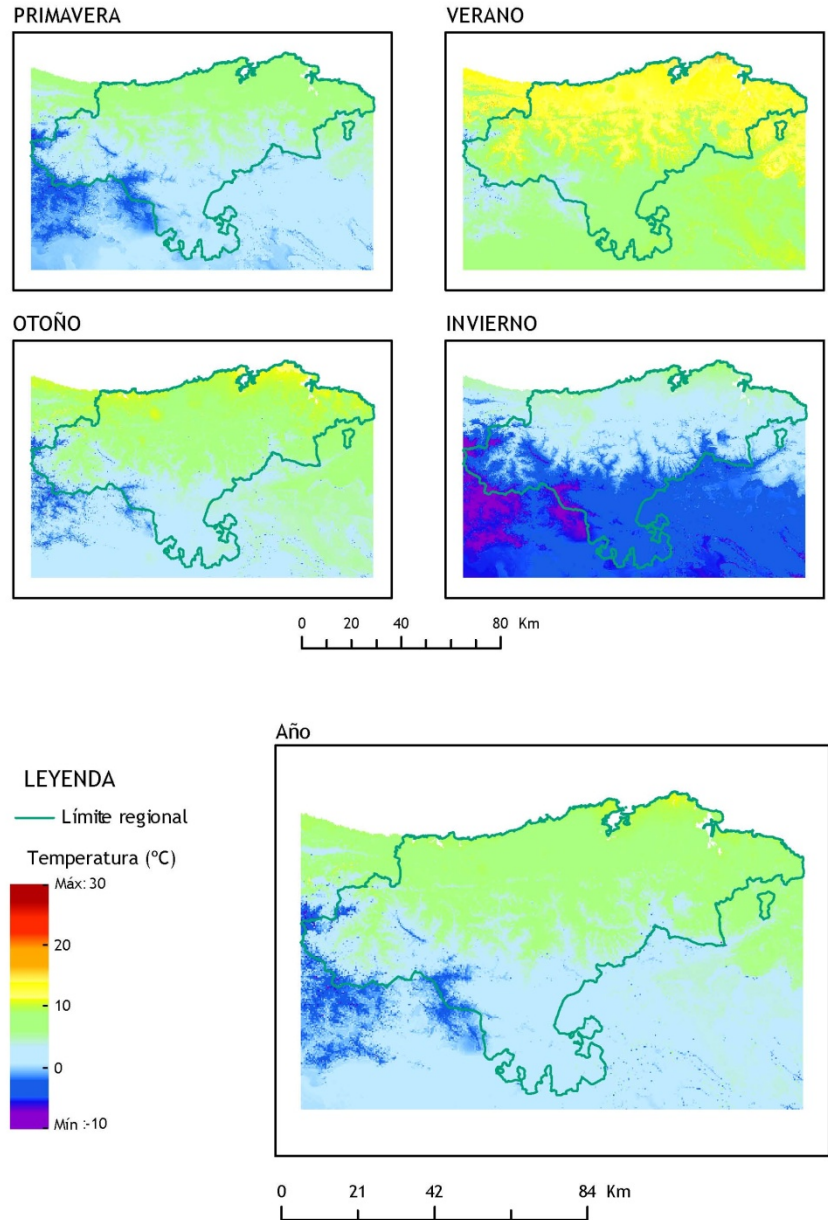 PRIMAVERA
VERANO
OTOÑO
INVIERNO
0 20 40 80 Km
Año
LEYENDA
Límite regional
Temperatura (ºC)
Máx: 30
20
10
0
Mín :-10
0 21 42 84 Km